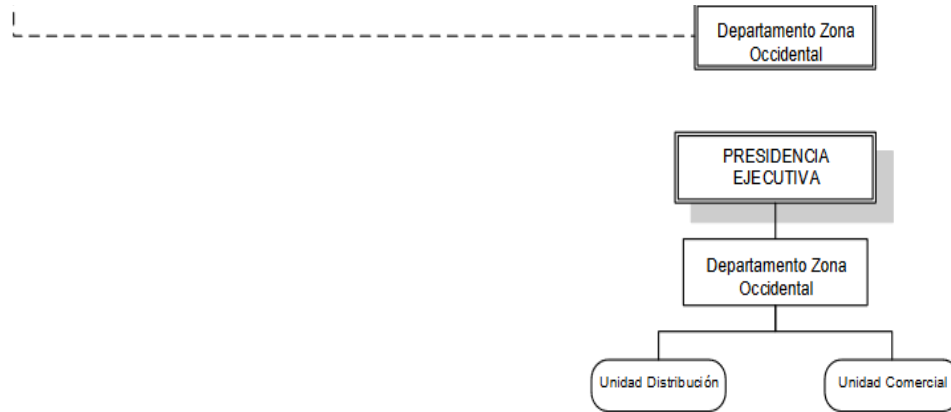 Departamento Zona
Occidental
PRESIDENCIA
EJECUTIVA
Departamento Zona
Occidental
Unidad Distribución
Unidad Comercial